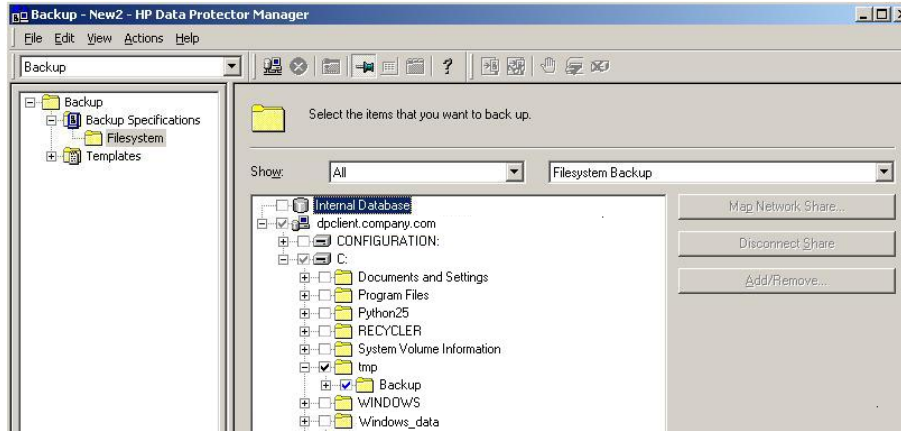 Backup - New2 - HP Data Protector Manager
File Edit View Actions Help
Backup
Backup
Backup Specifications
Filesystem
Templates
Select the items that you want to back up.
Show: All Filesystem Backup
Internal Database
dpclient.company.com
CONFIGURATION:
C:
Documents and Settings
Program Files
Python25
RECYCLER
System Volume Information
tmp
Backup
WINDOWS
Windows_data
Map Network Share...
Disconnect Share
Add/Remove...